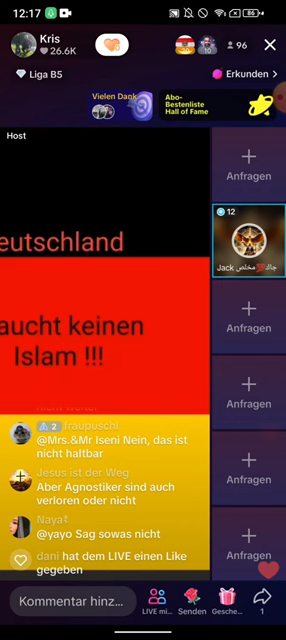 12:17
86
Kris
26.6K
96
Liga B5
Erkunden >
Vielen Dank
Abo-
Bestenliste
Hall of Fame
Host
Anfragen
eutschland
12
Jack جاك💯مخلص
aucht keinen
Islam !!!
Anfragen
Anfragen
2 fraupuschl
@Mrs.&Mr Iseni Nein, das ist
nicht haltbar
Anfragen
Jesus ist der Weg
Aber Agnostiker sind auch
verloren oder nicht
Naya
@yayo Sag sowas nicht
dani hat dem LIVE einen Like
gegeben
Anfragen
Kommentar hinz...
LIVE mi...
Senden
Gesche...
1